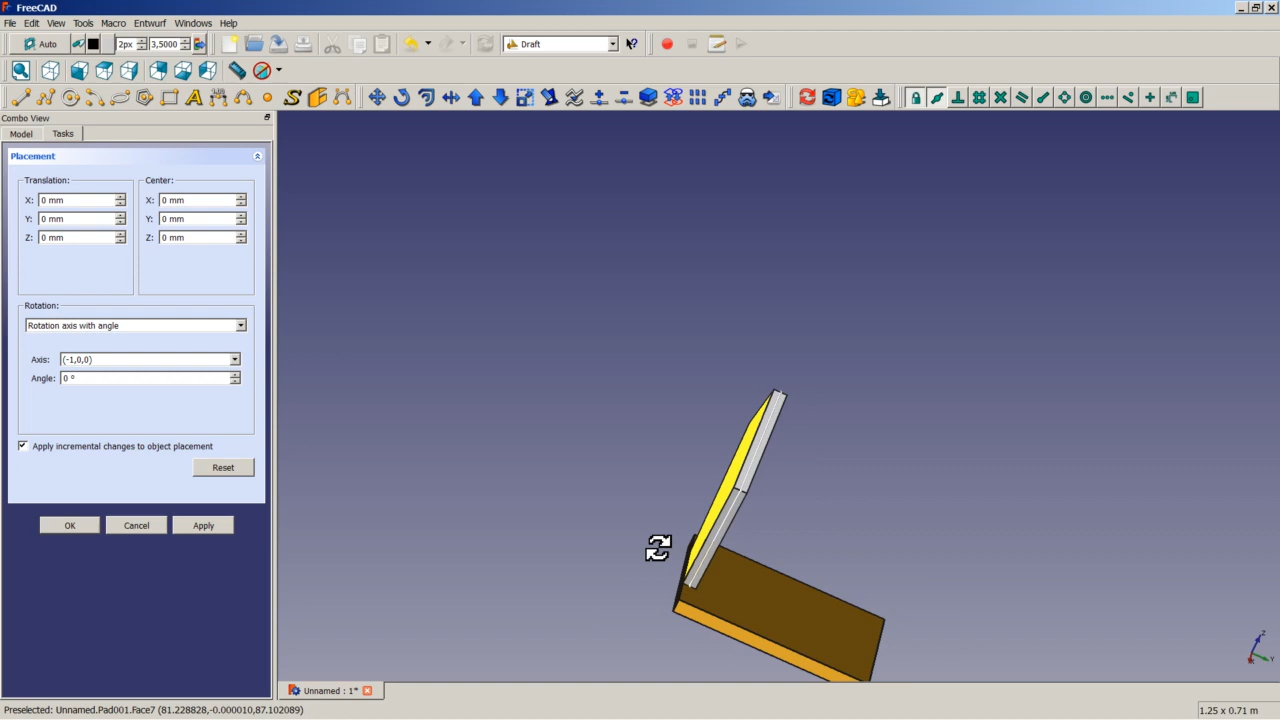 FreeCAD
File Edit View Tools Macro Entwurf Windows Help
Auto 2px 3,5000 Draft
Combo View
Model Tasks
Placement
Translation: Center:
X: 0 mm X: 0 mm
Y: 0 mm Y: 0 mm
Z: 0 mm Z: 0 mm
Rotation:
Rotation axis with angle
Axis: (-1,0,0)
Angle: 0 °
Apply incremental changes to object placement
Reset
OK Cancel Apply
Z
Y
Unnamed : 1*
Preselected: Unnamed.Pad001.Face7 (81.228828,-0.000010,87.102089) 1.25 x 0.71 m